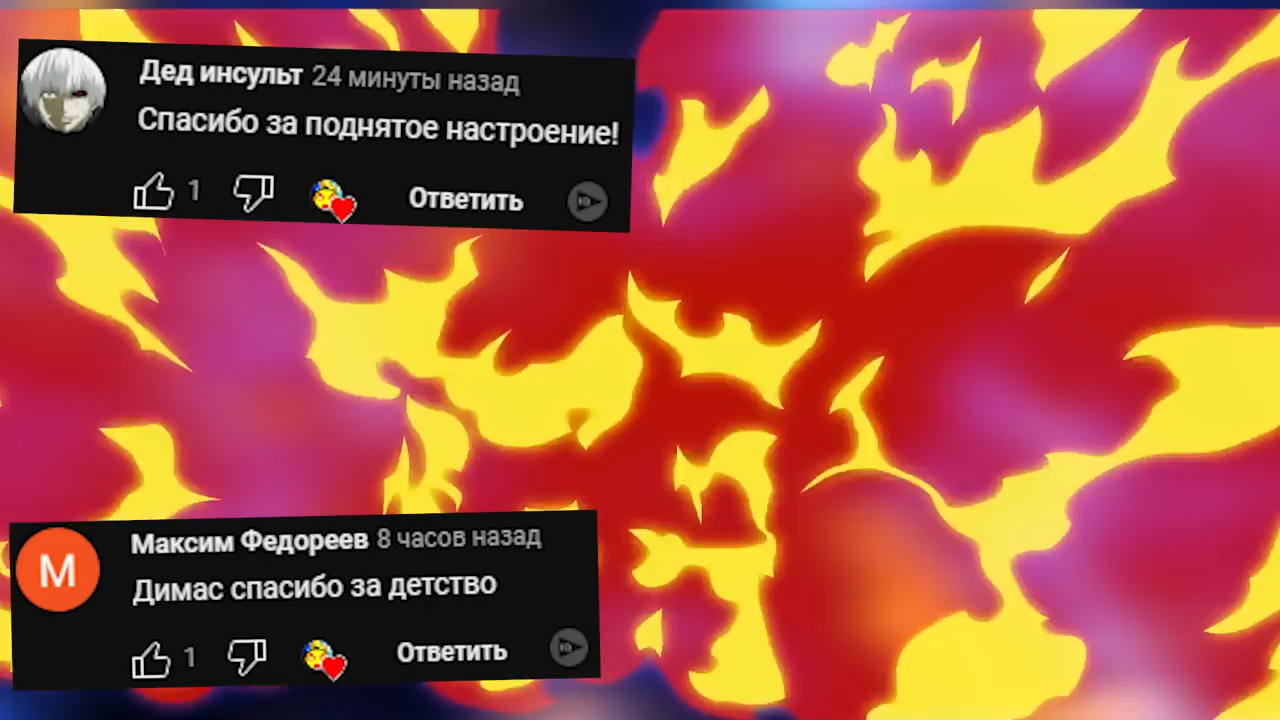 Дед инсульт 24 минуты назад
Спасибо за поднятое настроение!
1 Ответить
Максим Федореев 8 часов назад
М
Димас спасибо за детство
1 Ответить